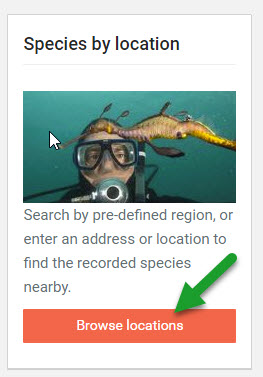 Species by location
Search by pre-defined region, or
enter an address or location to
find the recorded species
nearby.
Browse locations